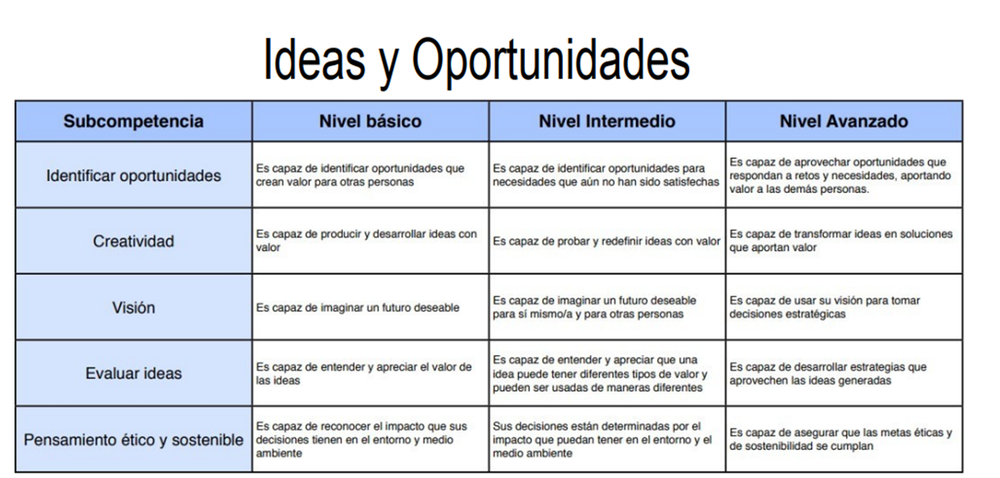 Ideas y Oportunidades
Subcompetencia
Nivel básico
Nivel Intermedio
Nivel Avanzado
Identificar oportunidades
Es capaz de identificar oportunidades que
crean valor para otras personas
Es capaz de identificar oportunidades para
necesidades que aún no han sido satisfechas
Es capaz de aprovechar oportunidades que
respondan a retos y necesidades, aportando
valor a las demás personas.
Creatividad
Es capaz de producir y desarrollar ideas con
valor
Es capaz de probar y redefinir ideas con valor
Es capaz de transformar ideas en soluciones
que aportan valor
Visión
Es capaz de imaginar un futuro deseable
Es capaz de imaginar un futuro deseable
para sí mismo/a y para otras personas
Es capaz de usar su visión para tomar
decisiones estratégicas
Evaluar ideas
Es capaz de entender y apreciar el valor de
las ideas
Es capaz de entender y apreciar que una
idea puede tener diferentes tipos de valor y
pueden ser usadas de maneras diferentes
Es capaz de desarrollar estrategias que
aprovechen las ideas generadas
Pensamiento ético y sostenible
Es capaz de reconocer el impacto que sus
decisiones tienen en el entorno y medio
ambiente
Sus decisiones están determinadas por el
impacto que puedan tener en el entorno y el
medio ambiente
Es capaz de asegurar que las metas éticas y
de sostenibilidad se cumplan